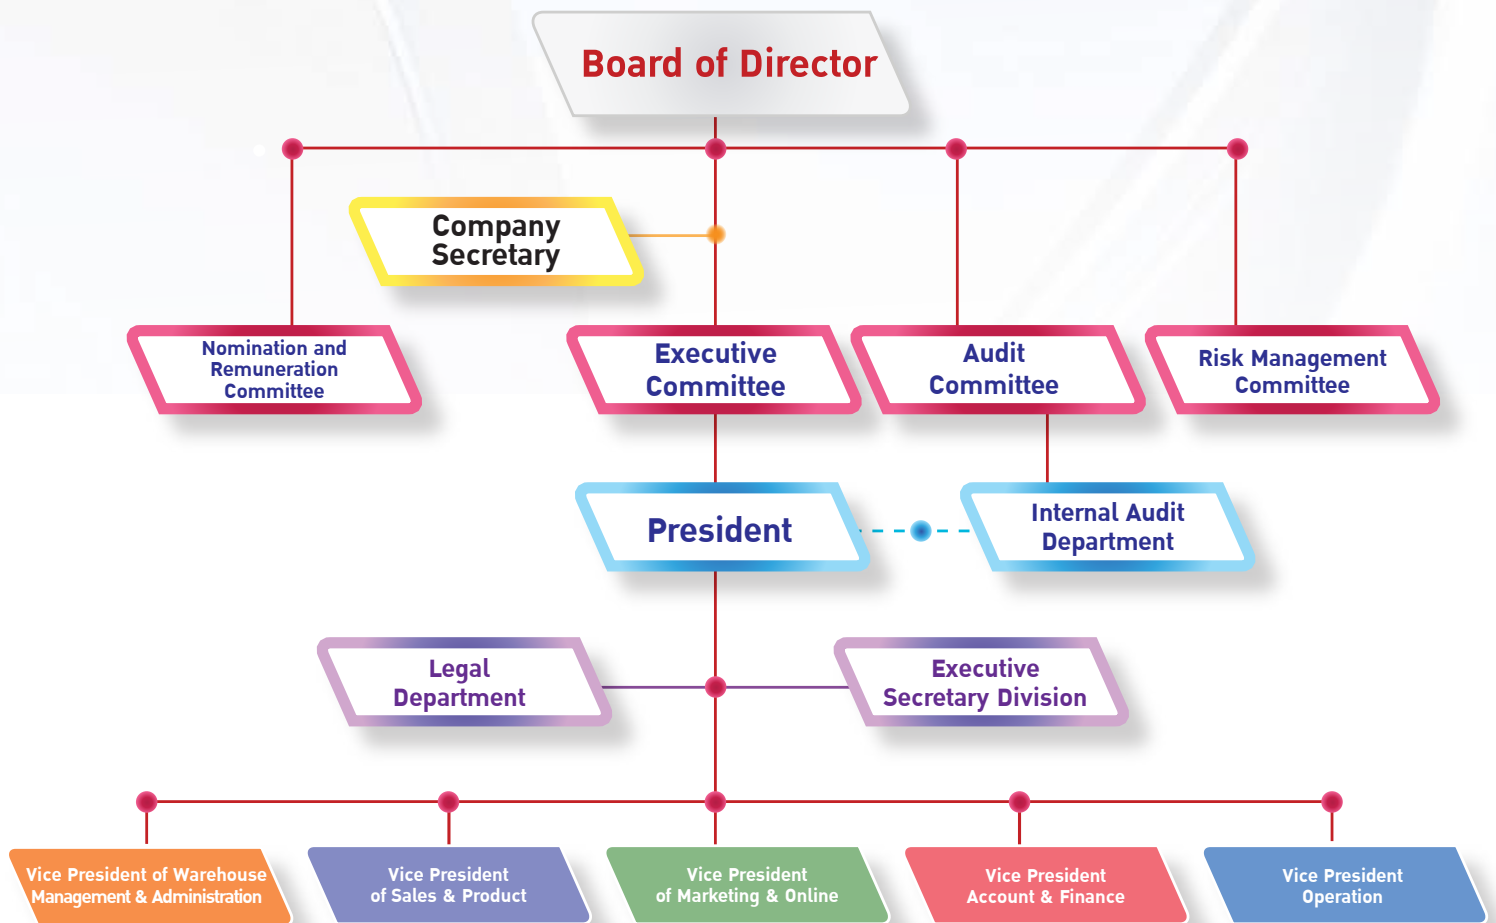 Board of Director
Company
Secretary
Nomination and
Remuneration
Committee
Executive
Committee
Audit
Committee
Risk Management
Committee
President
Internal Audit
Department
Legal
Department
Executive
Secretary Division
Vice President of Warehouse
Management & Administration
Vice President
of Sales & Product
Vice President
of Marketing & Online
Vice President
Account & Finance
Vice President
Operation